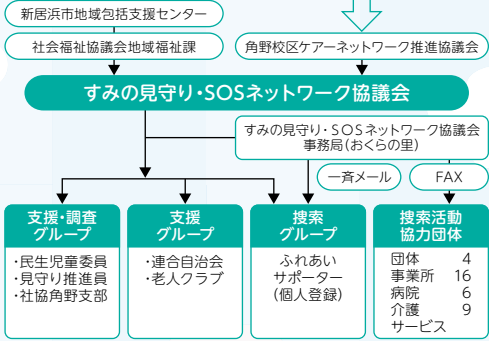 新居浜市地域包括支援センター
社会福祉協議会地域福祉課
角野校区ケアーネットワーク推進協議会
すみの見守り・SOSネットワーク協議会
すみの見守り・SOSネットワーク協議会
事務局(おくらの里)
一斉メール
FAX
支援・調査
グループ
・民生児童委員
・見守り推進員
・社協角野支部
支援
グループ
・連合自治会
・老人クラブ
捜索
グループ
ふれあい
サポーター
(個人登録)
捜索活動
協力団体
団体 4
事業所 16
病院 6
介護 9
サービス